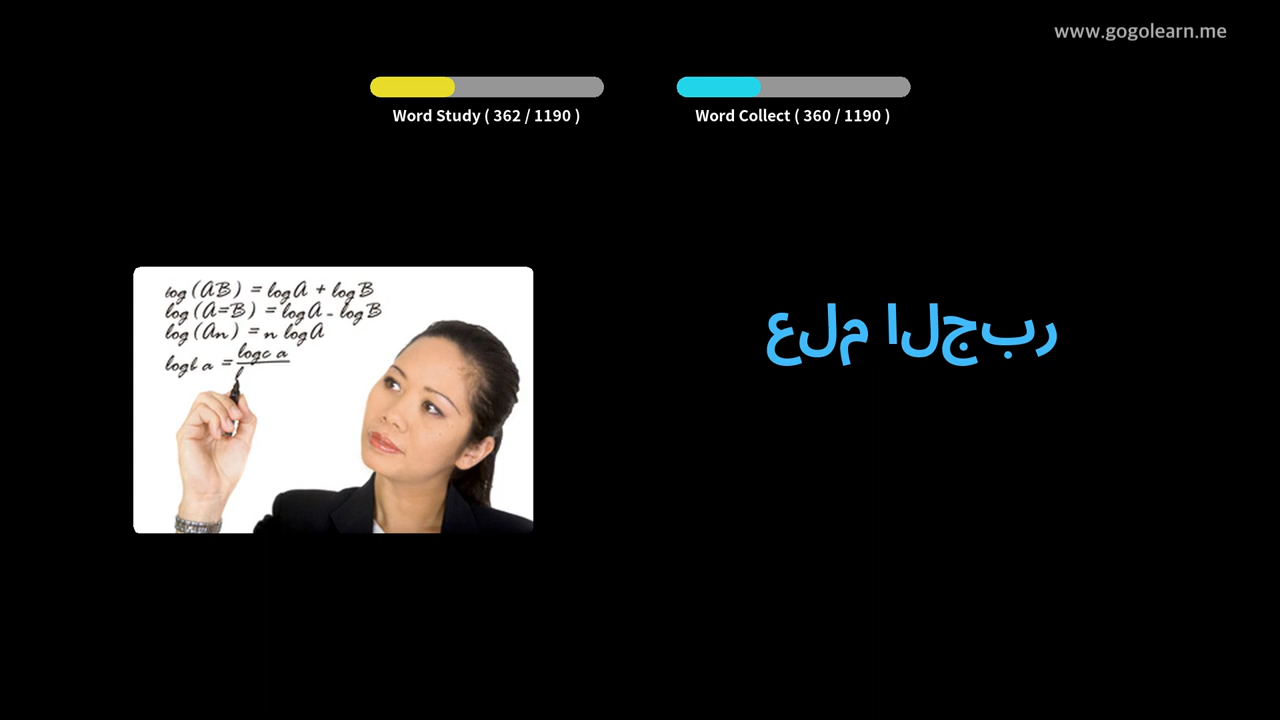 www.gogolearn.me
Word Study ( 362 / 1190 )
Word Collect ( 360 / 1190 )
log (AB) = log A + log B
log (A=B) = log A - log B
log (An) = n log A
logc a
logb a =
علم الجبر